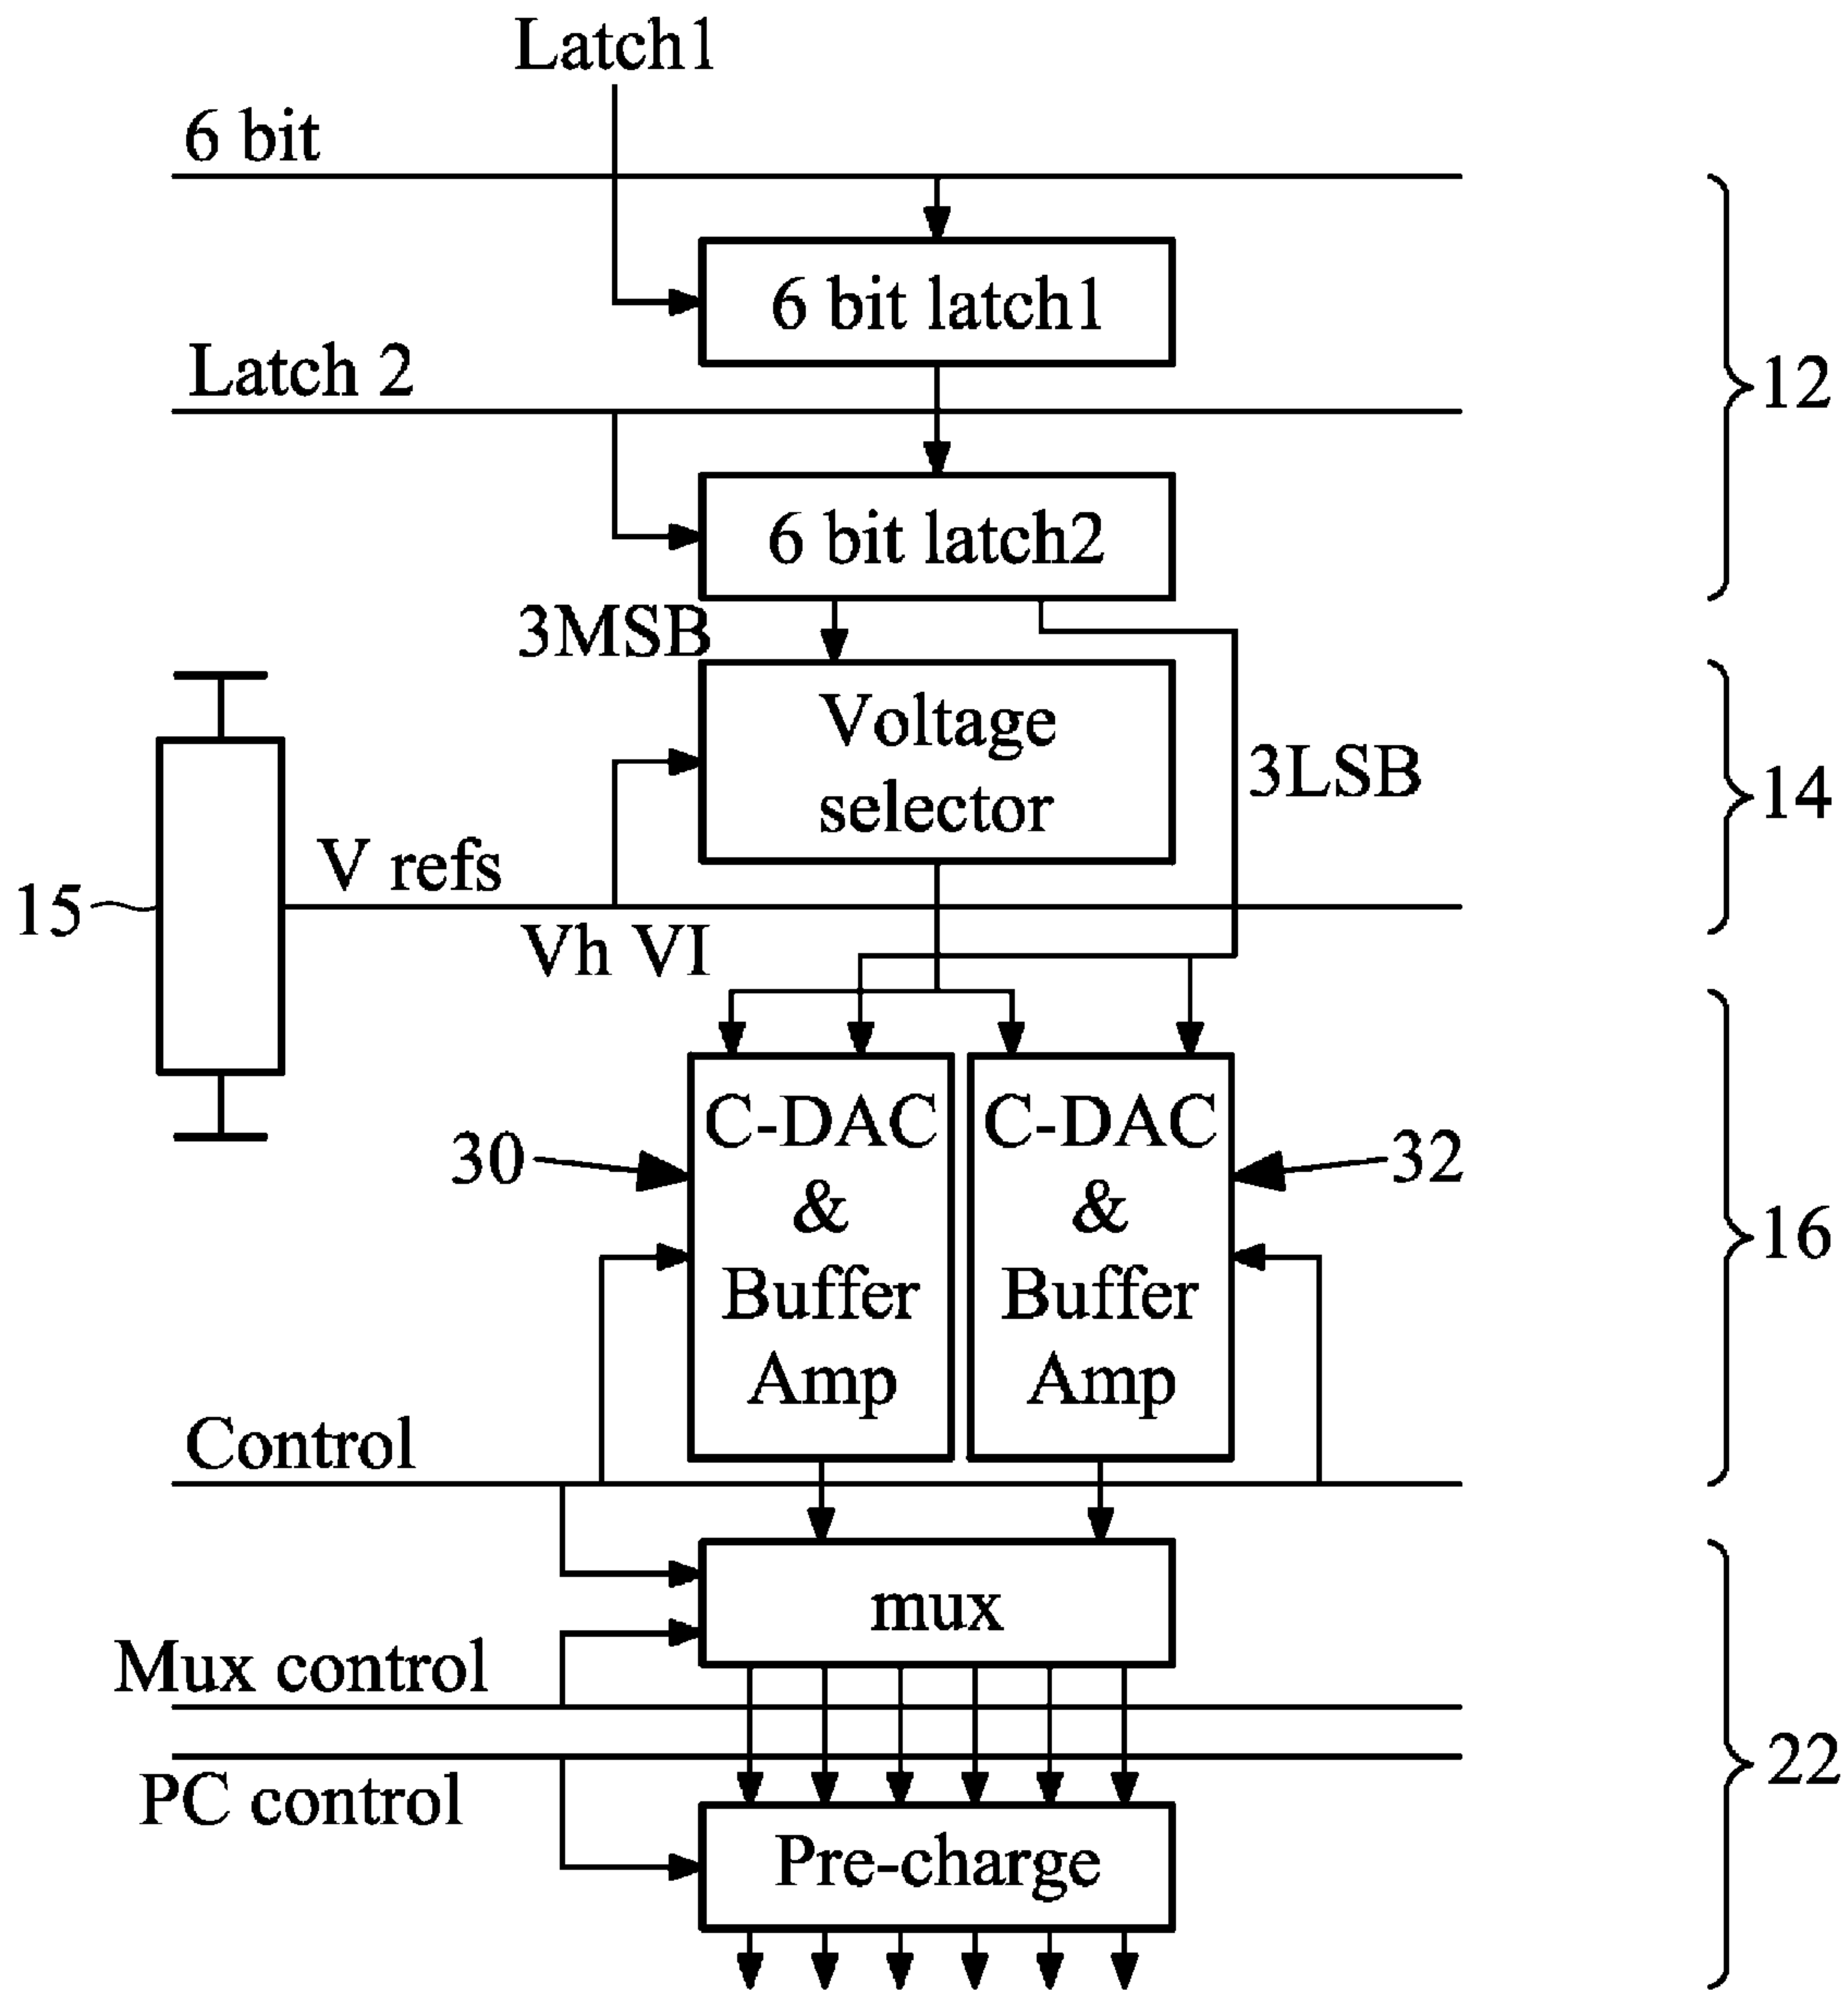 Latch1
6 bit
6 bit latch1
12
Latch 2
6 bit latch2
3MSB
Voltage
selector
3LSB
14
V refs
15
Vh VI
C-DAC
&
Buffer
Amp
C-DAC
&
Buffer
Amp
30
32
16
Control
mux
Mux control
22
PC control
Pre-charge